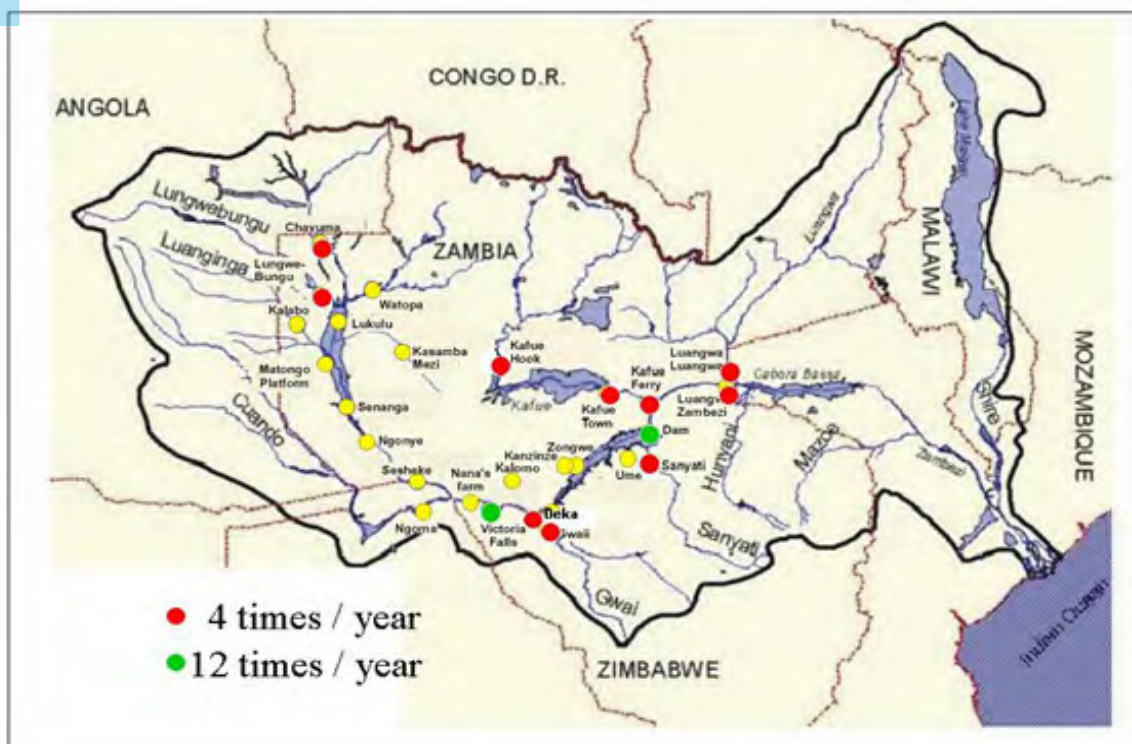 CONGO D.R.
ANGOLA
Lungwebungu
Chavuma
ZAMBIA
Luanginga
Lungwe-
Bungu
Kalabo
Watopa
Lukulu
Kasamba
Mezi
Matongo
Platform
Senanga
Cuando
Ngonye
Sesheke
Ngoma
Nana's
farm
Kalomo
Kanzinze
Zongwe
Victoria
Falls
Deka
Gwaii
Gwai
Kafue
Hook
Kafue
Kafue
Town
Kafue
Ferry
Dam
Ume
Sanyati
Sanyati
Luangwa
Luangwa
Luangwa
Zambezi
Cabora Bassa
Hunyani
Mazoe
MALAWI
Shire
Zambezi
MOZAMBIQUE
Indian Ocean
ZIMBABWE
4 times / year
12 times / year